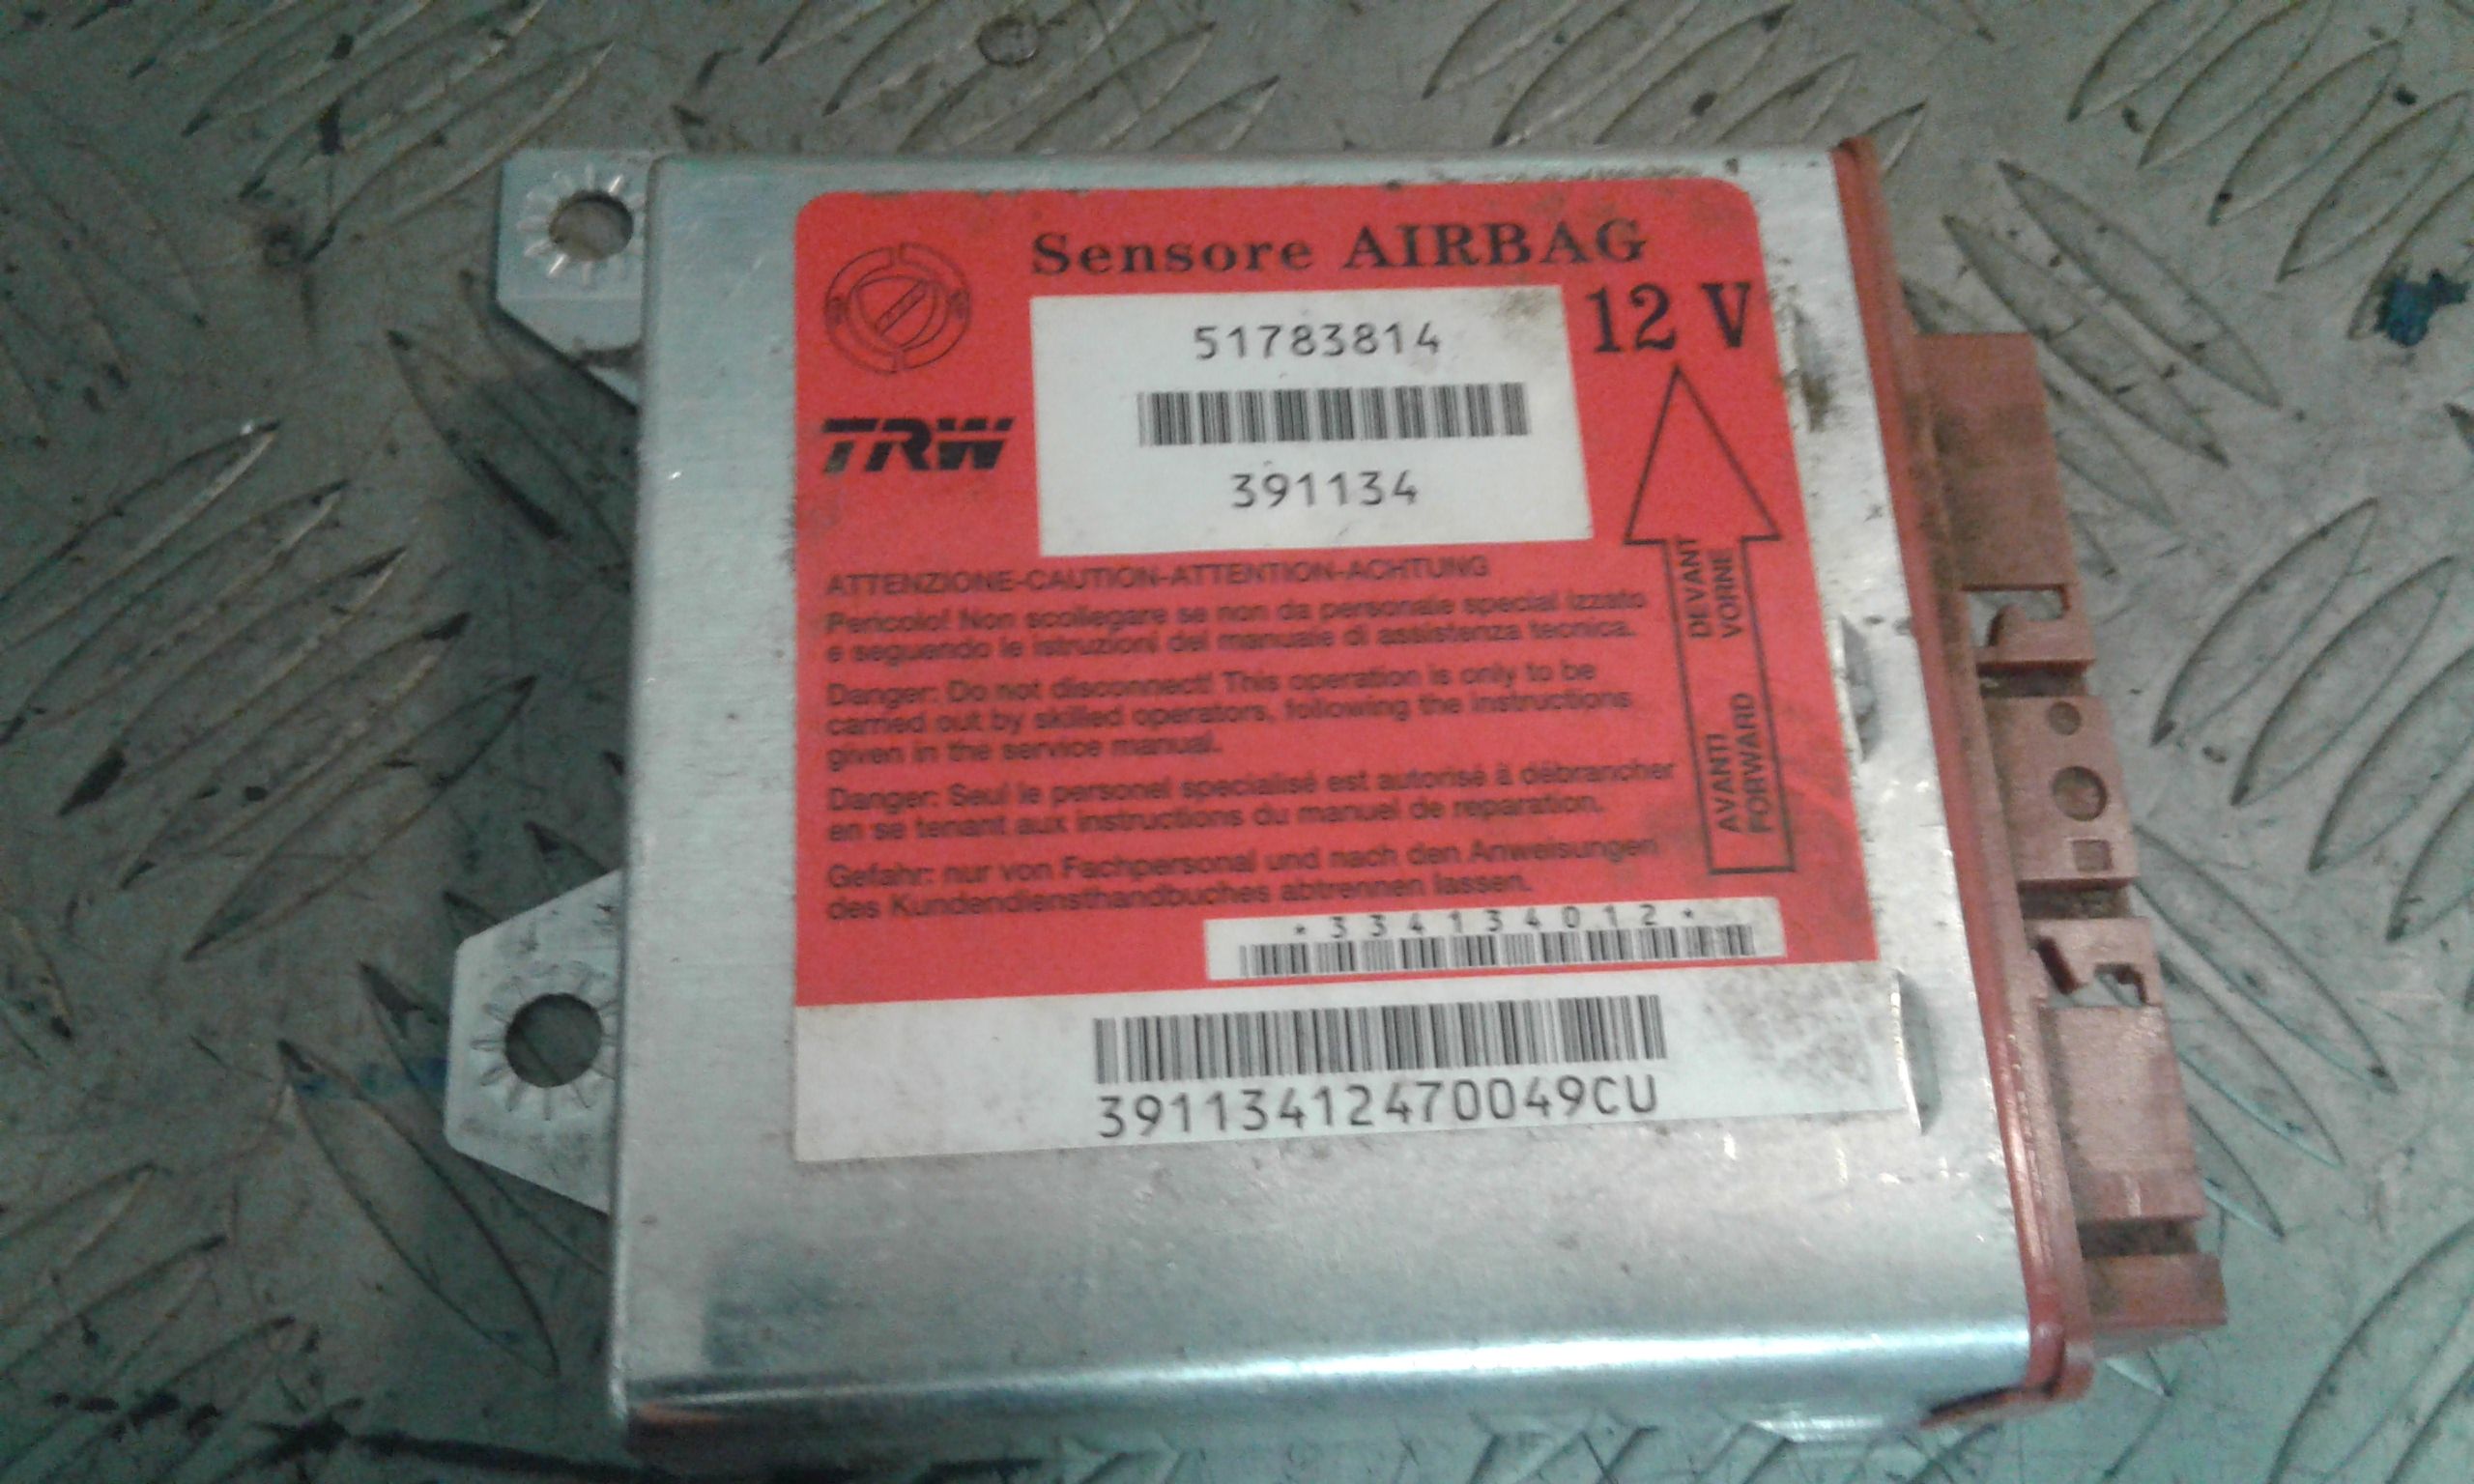 Sensore AIRBAG
12 V
51783814
TRW
391134
ATTENZIONE-CAUTION-ATTENTION-ACHTUNG
Pericolo! Non scollegare se non da personale special izzato
e seguendo le istruzioni del manuale di assistenza tecnica.
Danger: Do not disconnect! This operation is only to be
carried out by skilled operators, following the instructions
given in the service manual.
Danger: Seul le personel specialisé est autorisé à débrancher
en se tenant aux instructions du manuel de reparation.
Gefahr: nur von Fachpersonal und nach den Anweisungen
des Kundendiensthandbuches abtrennen lassen.
DEVANT
VORNE
AVANTI
FORWARD
*334134012*
39113412470049CU